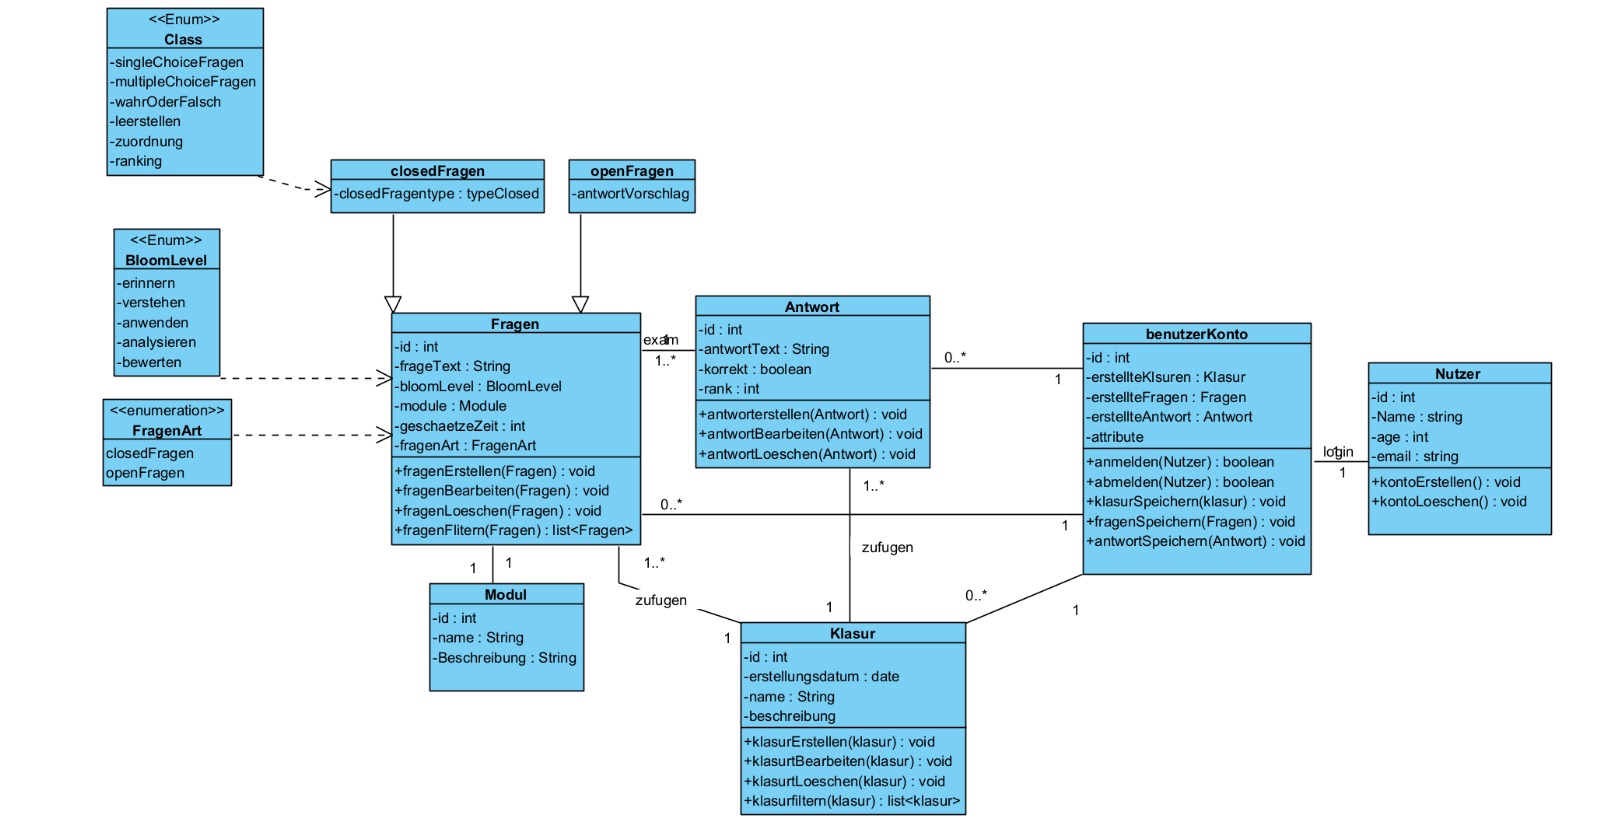 <<Enum>>
Class
-singleChoiceFragen
-multipleChoiceFragen
-wahrOderFalsch
-leerstellen
-zuordnung
-ranking
closedFragen
-closedFragentype : typeClosed
openFragen
-antwortVorschlag
<<Enum>>
BloomLevel
-erinnern
-verstehen
-anwenden
-analysieren
-bewerten
<<enumeration>>
FragenArt
closedFragen
openFragen
Fragen
-id : int
-frageText : String
-bloomLevel : BloomLevel
-module : Module
-geschaetzeZeit : int
-fragenArt : FragenArt
+fragenErstellen(Fragen) : void
+fragenBearbeiten(Fragen) : void
+fragenLoeschen(Fragen) : void
+fragenFlitern(Fragen) : list<Fragen>
exam
1
1..*
Antwort
-id : int
-antwortText : String
-korrekt : boolean
-rank : int
+antworterstellen(Antwort) : void
+antwortBearbeiten(Antwort) : void
+antwortLoeschen(Antwort) : void
0..*
1
benutzerKonto
-id : int
-erstellteKlsuren : Klasur
-erstellteFragen : Fragen
-erstellteAntwort : Antwort
-attribute
+anmelden(Nutzer) : boolean
+abmelden(Nutzer) : boolean
+klasurSpeichern(klasur) : void
+fragenSpeichern(Fragen) : void
+antwortSpeichern(Antwort) : void
login
1
1
Nutzer
-id : int
-Name : string
-age : int
-email : string
+kontoErstellen() : void
+kontoLoeschen() : void
0..*
1
1..*
zufugen
1
1
1
1..*
zufugen
1
0..*
1
Modul
-id : int
-name : String
-Beschreibung : String
Klasur
-id : int
-erstellungsdatum : date
-name : String
-beschreibung
+klasurErstellen(klasur) : void
+klasurtBearbeiten(klasur) : void
+klasurtLoeschen(klasur) : void
+klasurfiltern(klasur) : list<klasur>